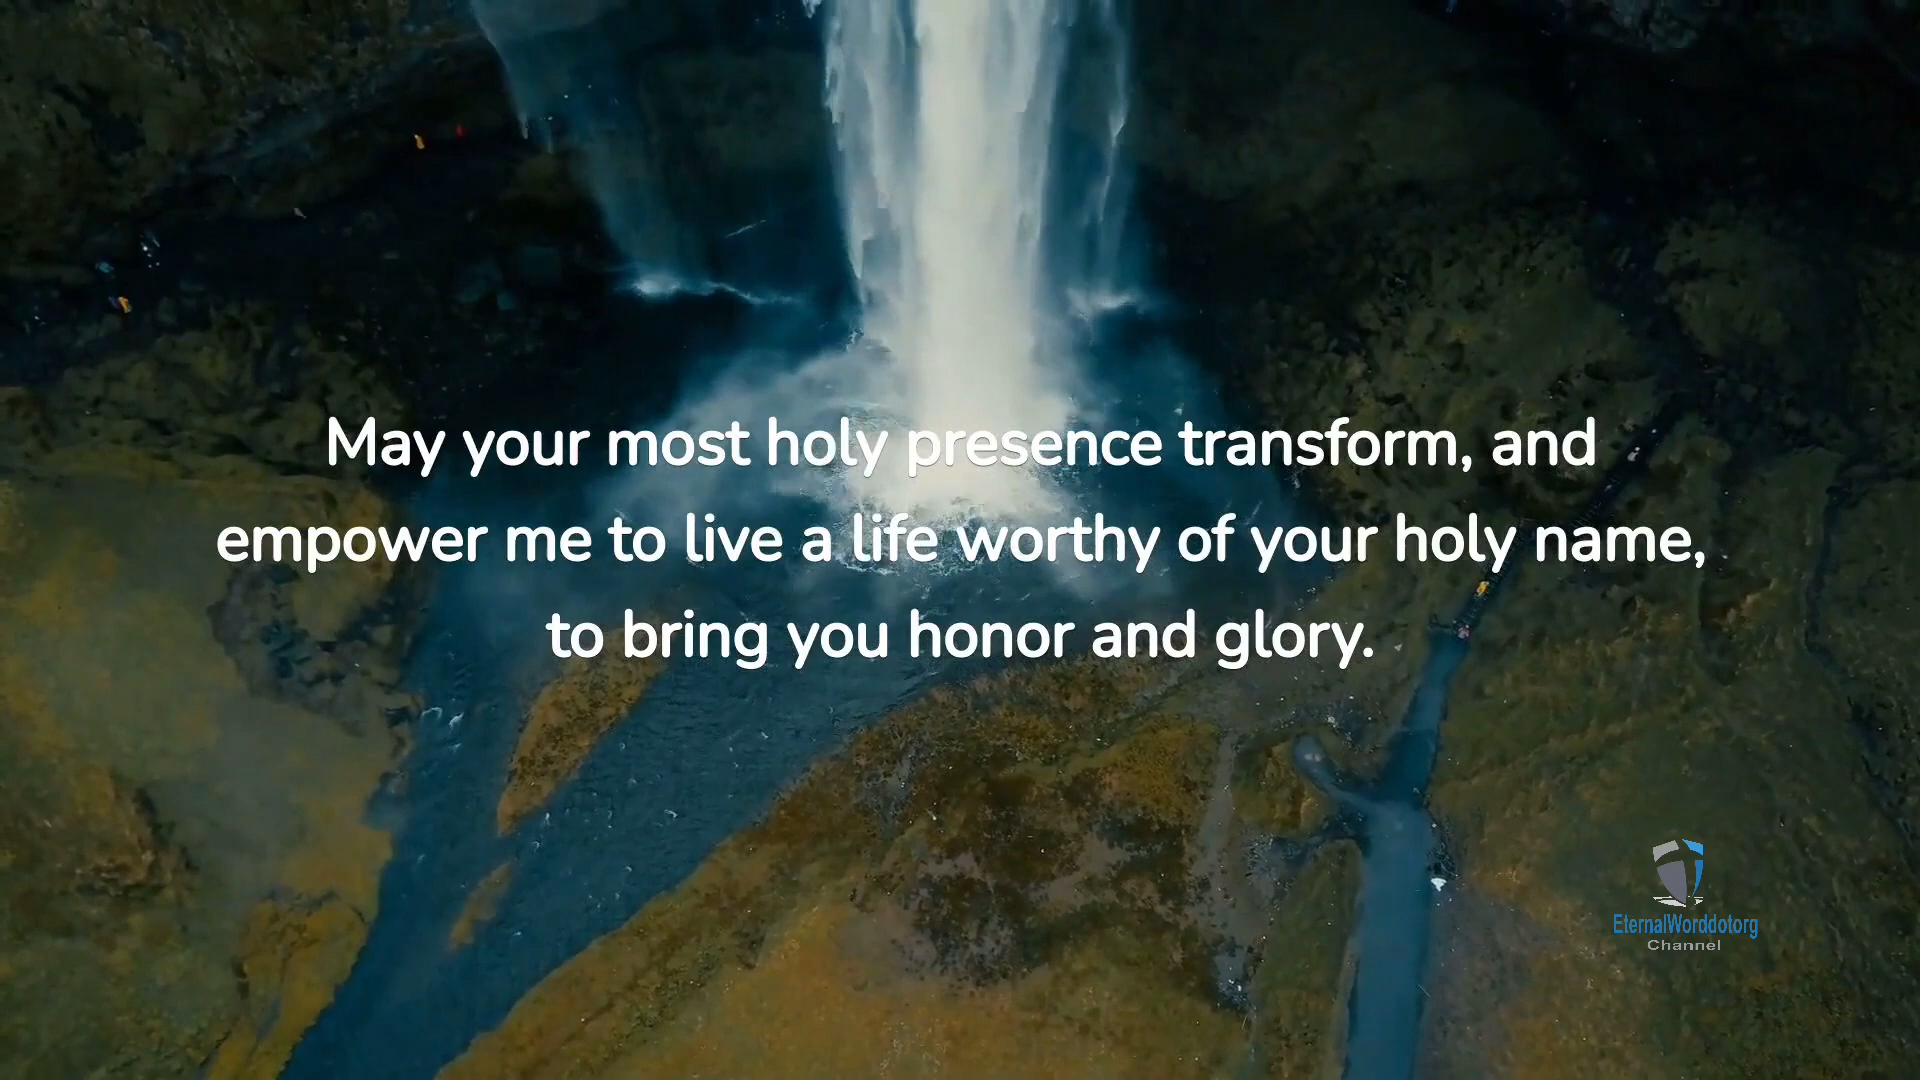 May your most holy presence transform, and
empower me to live a life worthy of your holy name,
to bring you honor and glory.
EternalWorddotorg
Channel